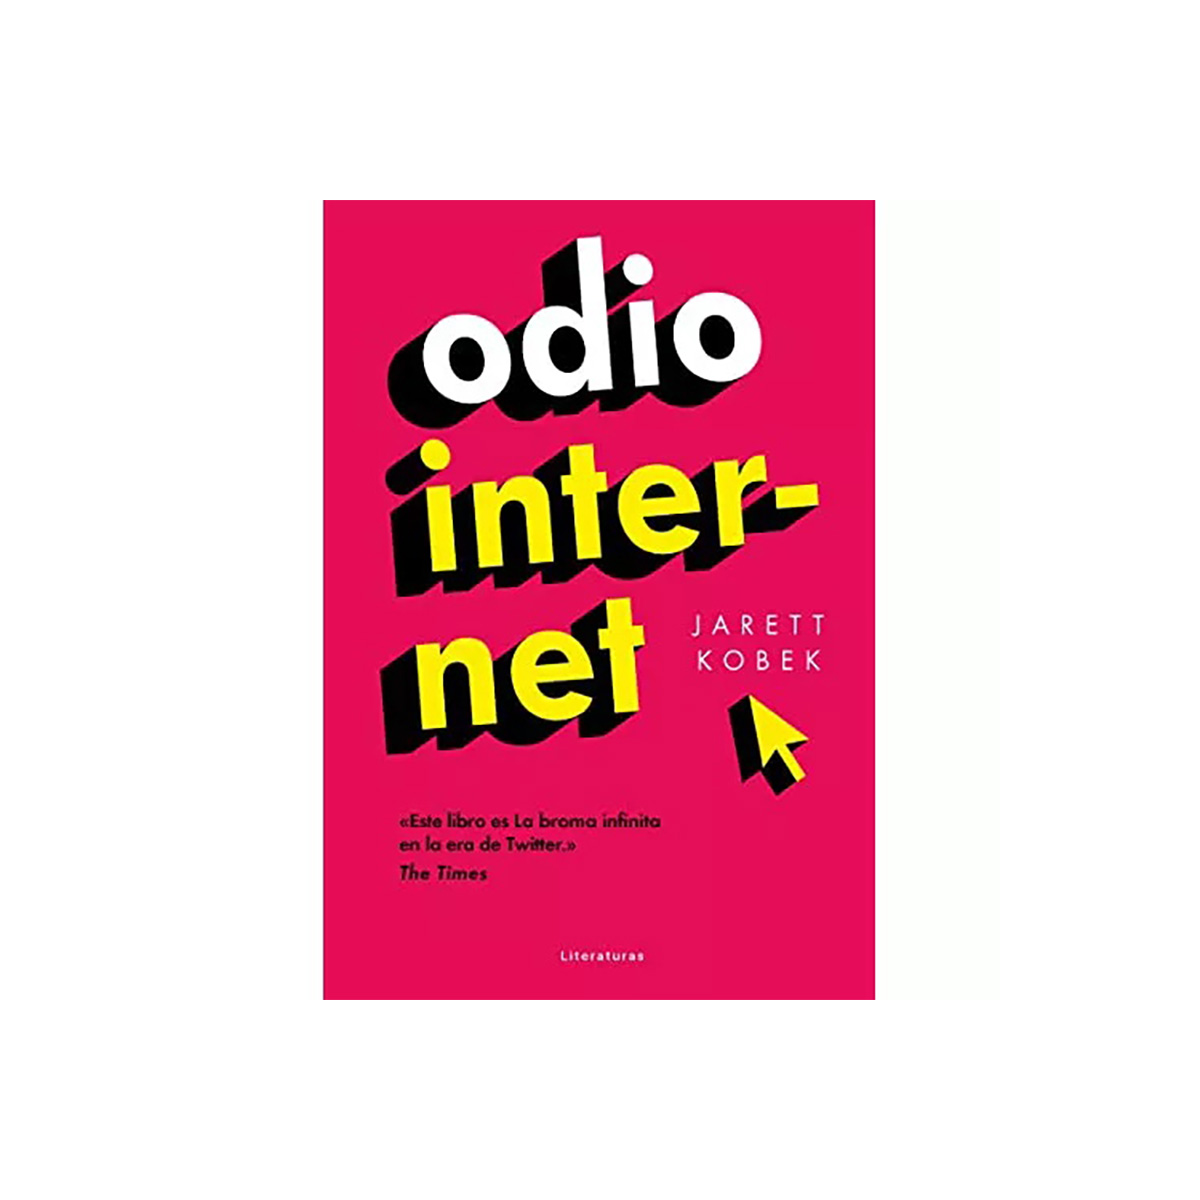 odio
inter-
net
JARETT
KOBEK
«Este libro es La broma infinita
en la era de Twitter.»
The Times
Literaturas